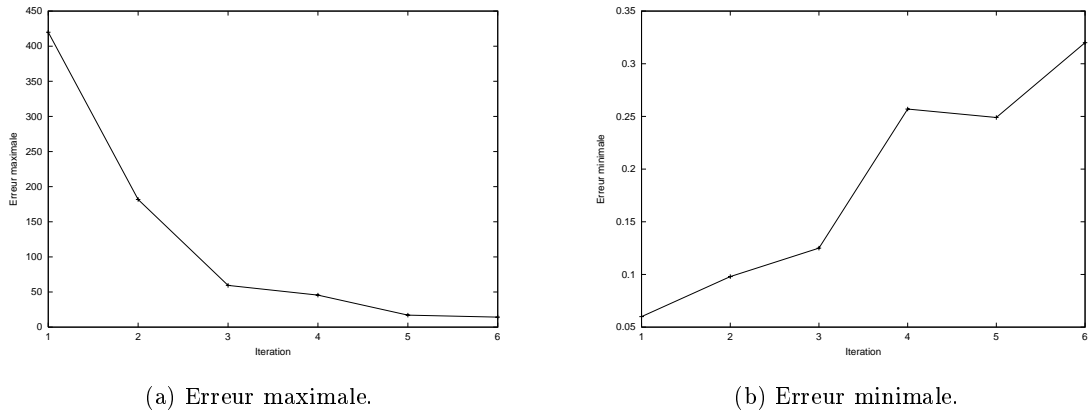 450
400
350
300
250
200
150
100
50
0
Erreur maximale
1 2 3 4 5 6
Iteration
(a) Erreur maximale.
0.35
0.3
0.25
0.2
0.15
0.1
0.05
Erreur minimale
1 2 3 4 5 6
Iteration
(b) Erreur minimale.